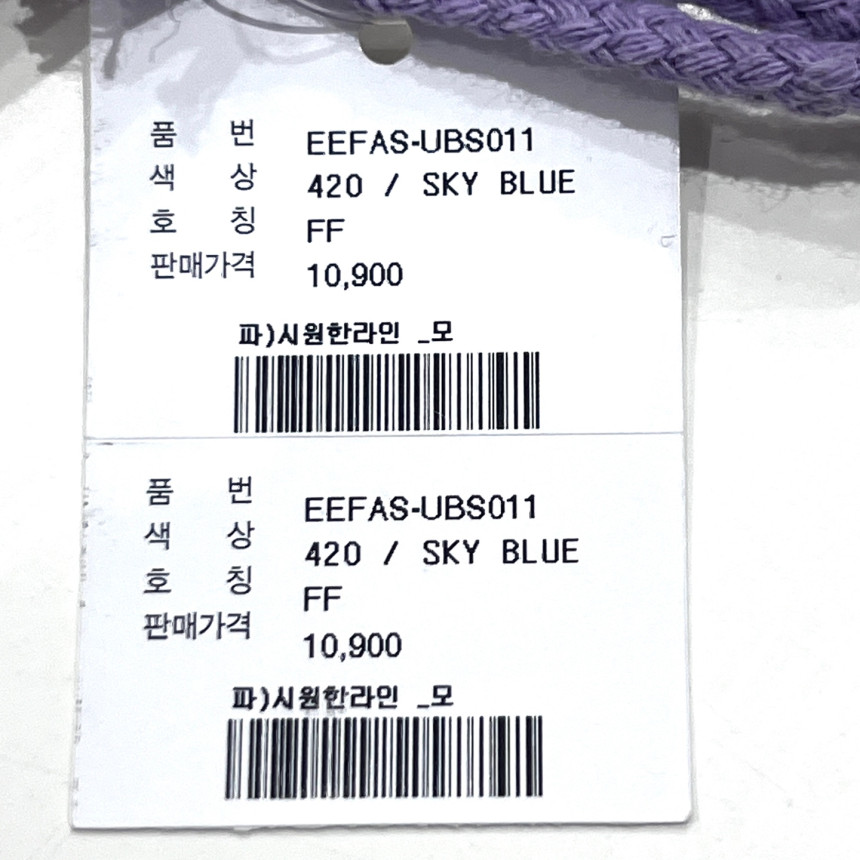 품 번 EEFAS-UBS011
색 상 420 / SKY BLUE
호 칭 FF
판매가격 10,900
파)시원한라인 _모
품 번 EEFAS-UBS011
색 상 420 / SKY BLUE
호 칭 FF
판매가격 10,900
파)시원한라인 _모